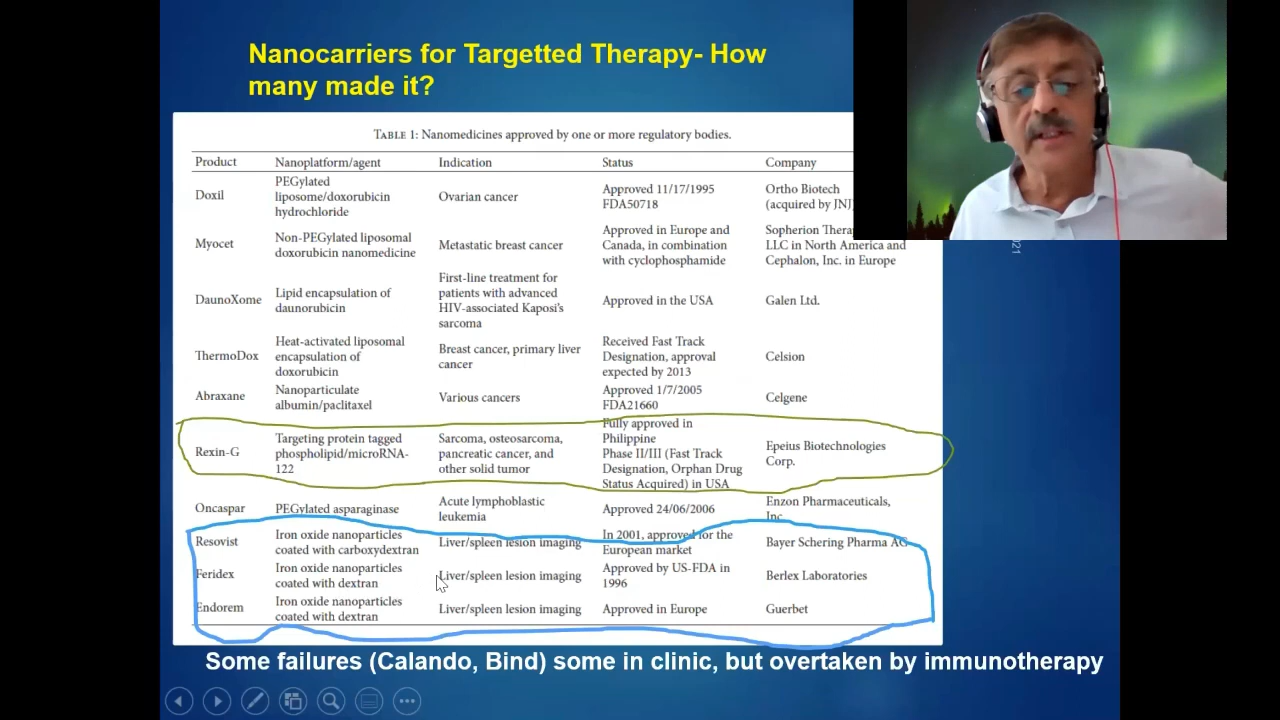 Nanocarriers for Targetted Therapy- How
many made it?
TABLE 1: Nanomedicines approved by one or more regulatory bodies.
Product Nanoplatform/agent Indication Status Company
Doxil
PEGylated
liposome/doxorubicin
hydrochloride
Ovarian cancer
Approved 11/17/1995
FDA50718
Ortho Biotech
(acquired by JNJ
Myocet
Non-PEGylated liposomal
doxorubicin nanomedicine
Metastatic breast cancer
Approved in Europe and
Canada, in combination
with cyclophosphamide
Sopherion
LLC in North America and
Cephalon, Inc. in Europe
DaunoXome
Lipid encapsulation of
daunorubicin
First-line treatment for
patients with advanced
HIV-associated Kaposi's
sarcoma
Approved in the USA
Galen Ltd.
ThermoDox
Heat-activated liposomal
encapsulation of
doxorubicin
Breast cancer, primary liver
cancer
Received Fast Track
Designation, approval
expected by 2013
Celsion
Abraxane
Nanoparticulate
albumin/paclitaxel
Various cancers
Approved 1/7/2005
FDA21660
Celgene
Rexin-G
Targeting protein tagged
phospholipid/microRNA-
122
Sarcoma, osteosarcoma,
pancreatic cancer, and
other solid tumor
Fully approved in
Philippine
Phase II/III (Fast Track
Designation, Orphan Drug
Status Acquired) in USA
Epeius Biotechnologies
Corp.
Oncaspar
PEGylated asparaginase
Acute lymphoblastic
leukemia
Approved 24/06/2006
Enzon Pharmaceuticals,
Inc.
Resovist
Iron oxide nanoparticles
coated with carboxydextran
Liver/spleen lesion imaging
In 2001, approved for the
European market
Bayer Schering Pharma AG
Feridex
Iron oxide nanoparticles
coated with dextran
Liver/spleen lesion imaging
Approved by US-FDA in
1996
Berlex Laboratories
Endorem
Iron oxide nanoparticles
coated with dextran
Liver/spleen lesion imaging
Approved in Europe
Guerbet
Some failures (Calando, Bind) some in clinic, but overtaken by immunotherapy